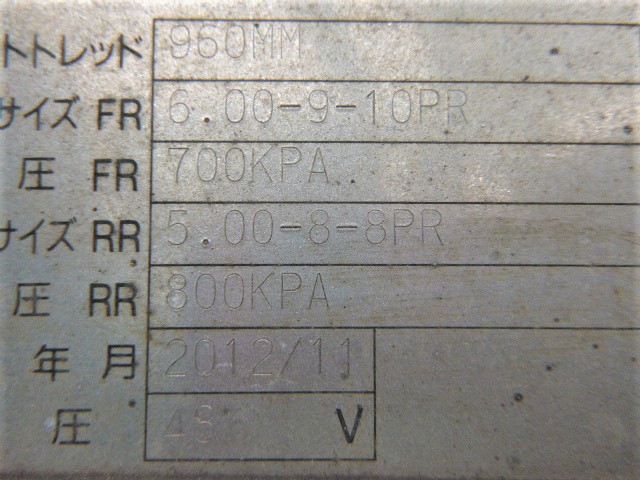 トトレッド 960MM
サイズ FR 6.00-9-10PR
圧 FR 700KPA
サイズ RR 5.00-8-8PR
圧 RR 800KPA
年月 2012/11
圧 48 V